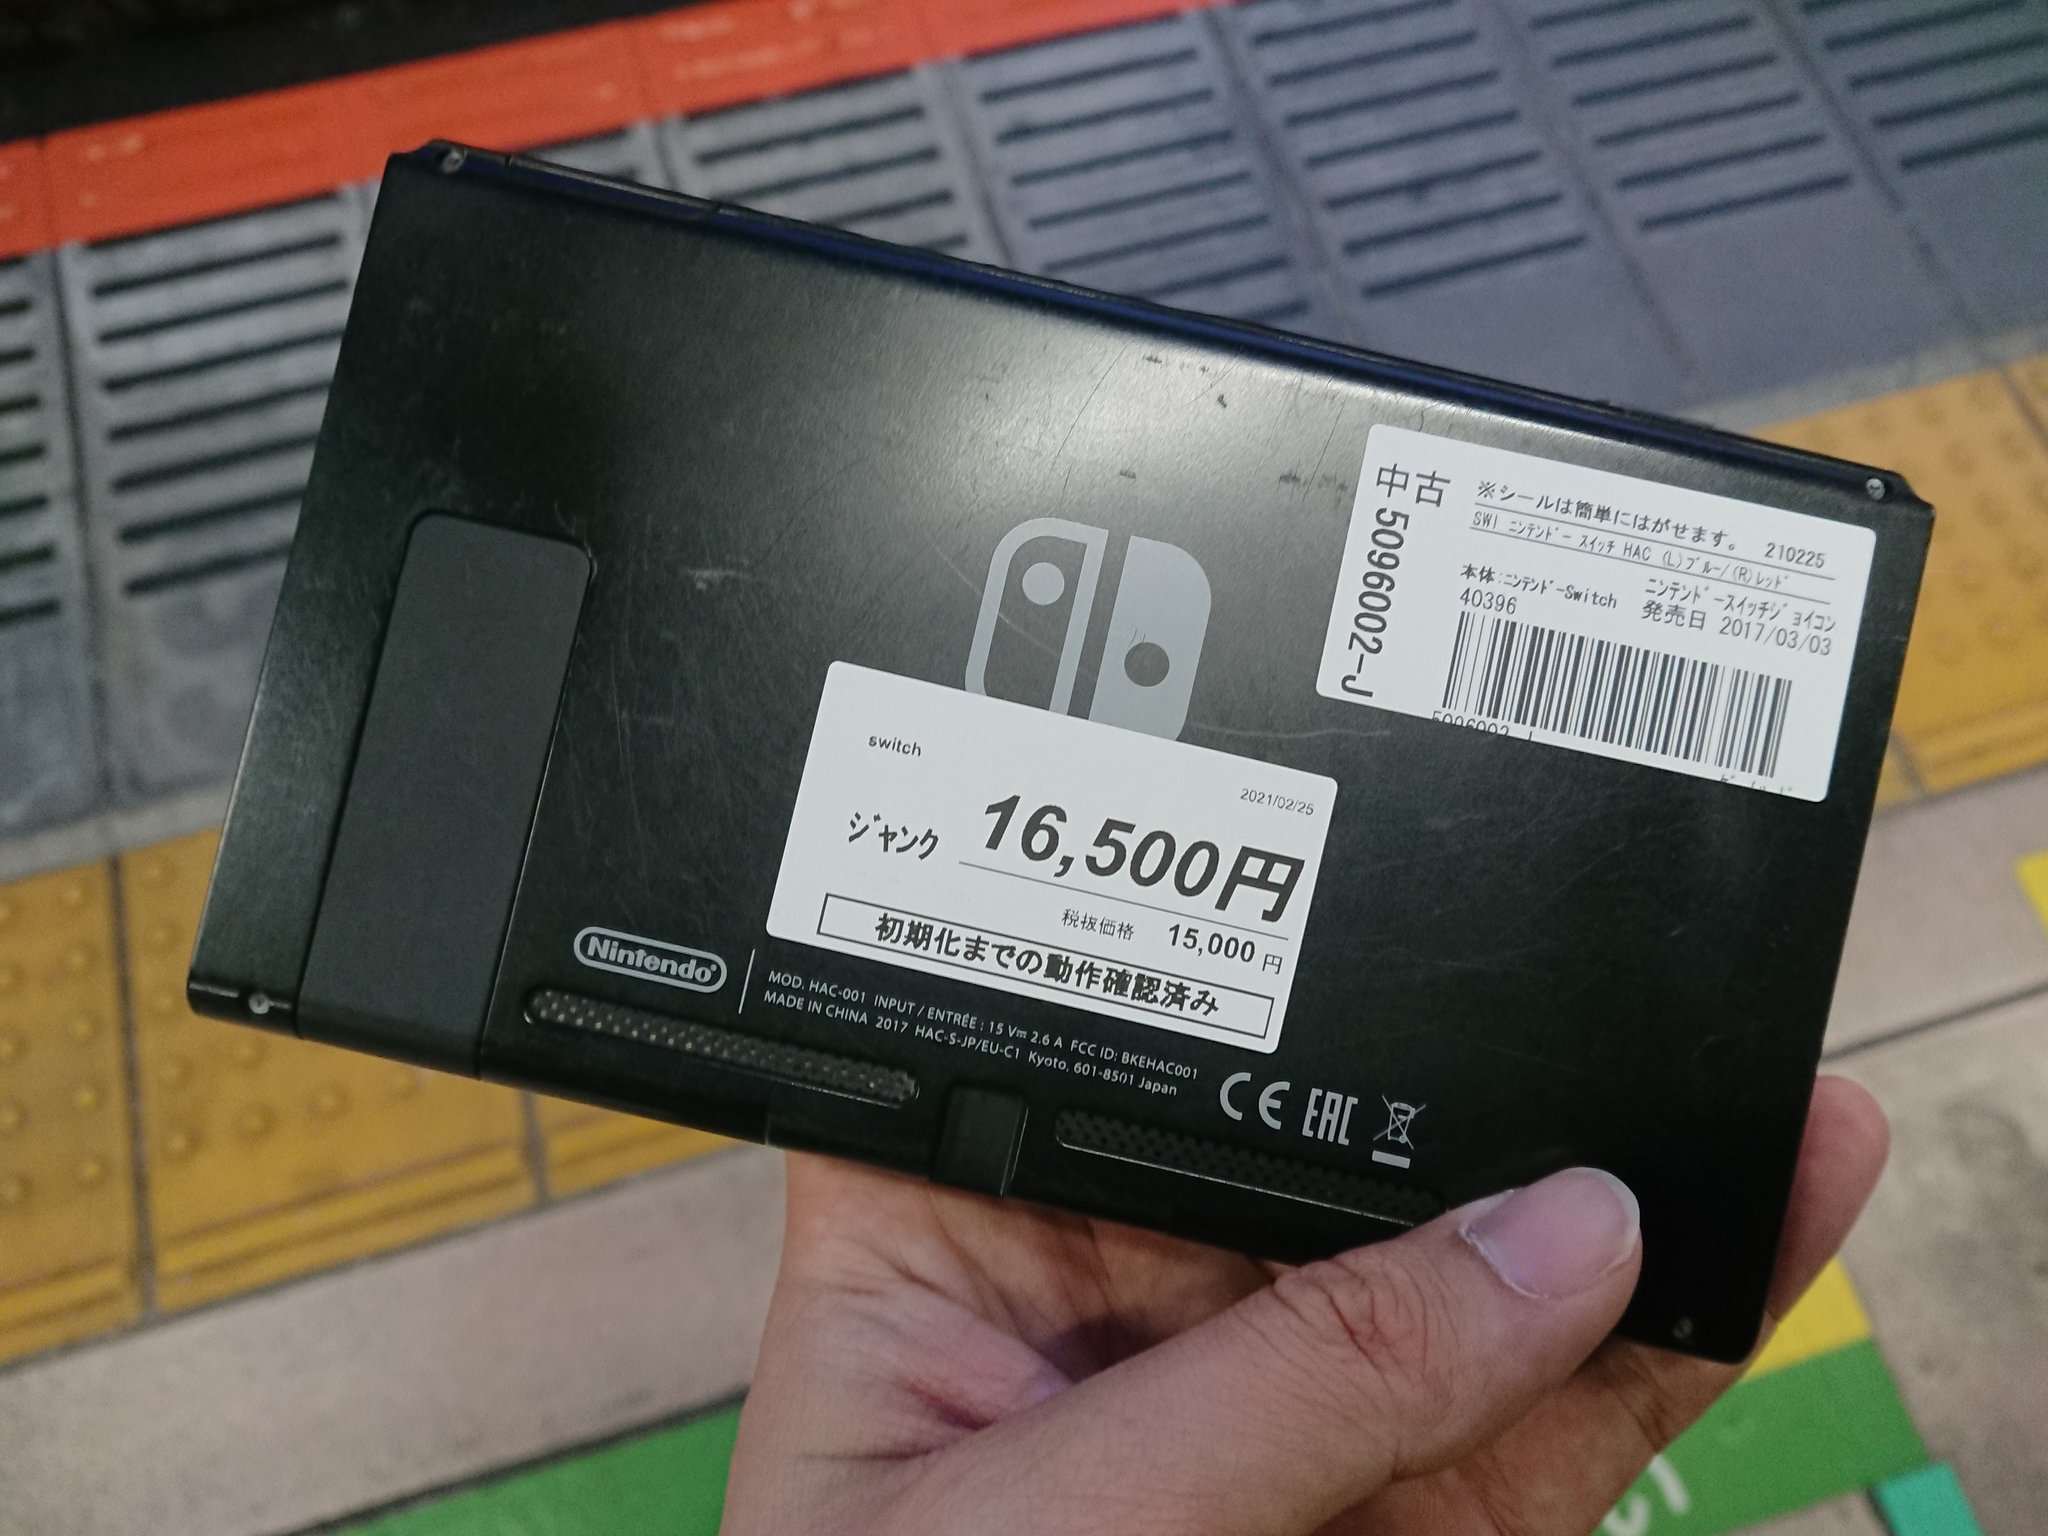 中古 5096002-J
※シールは簡単にはがせます。 210225
SWI ﾆﾝﾃﾝﾄﾞｰ ｽｲｯﾁ HAC (L)ﾌﾞﾙｰ/(R)ﾚｯﾄﾞ
本体:ﾆﾝﾃﾝﾄﾞｰSwitch ﾆﾝﾃﾝﾄﾞｰｽｲｯﾁｼﾞｮｲｺﾝ
40396 発売日 2017/03/03
switch
2021/02/25
ｼﾞｬﾝｸ 16,500円
税抜価格 15,000円
初期化までの動作確認済み
Nintendo
MOD. HAC-001 INPUT / ENTRÉE : 15 V⎓ 2.6 A FCC ID: BKEHAC001
MADE IN CHINA 2017 HAC-S-JP/EU-C1 Kyoto, 601-8501 Japan
CE EAC